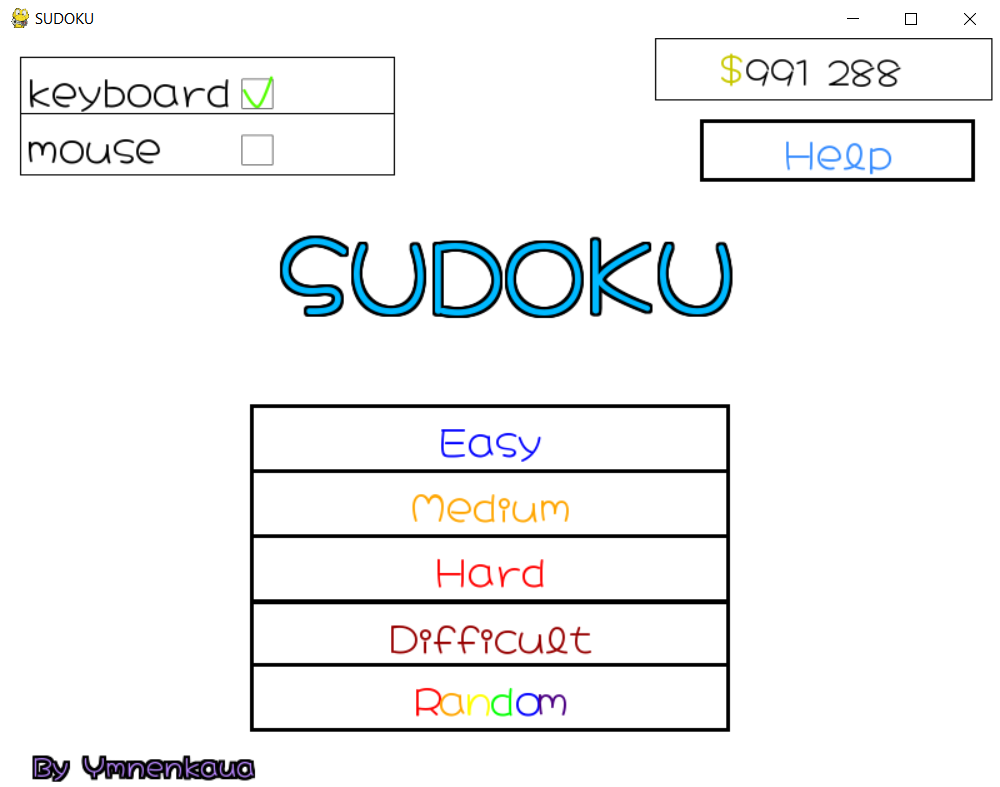 SUDOKU
keyboard
mouse
$991 288
Help
SUDOKU
Easy
Medium
Hard
Difficult
Random
By Ymnenkaua